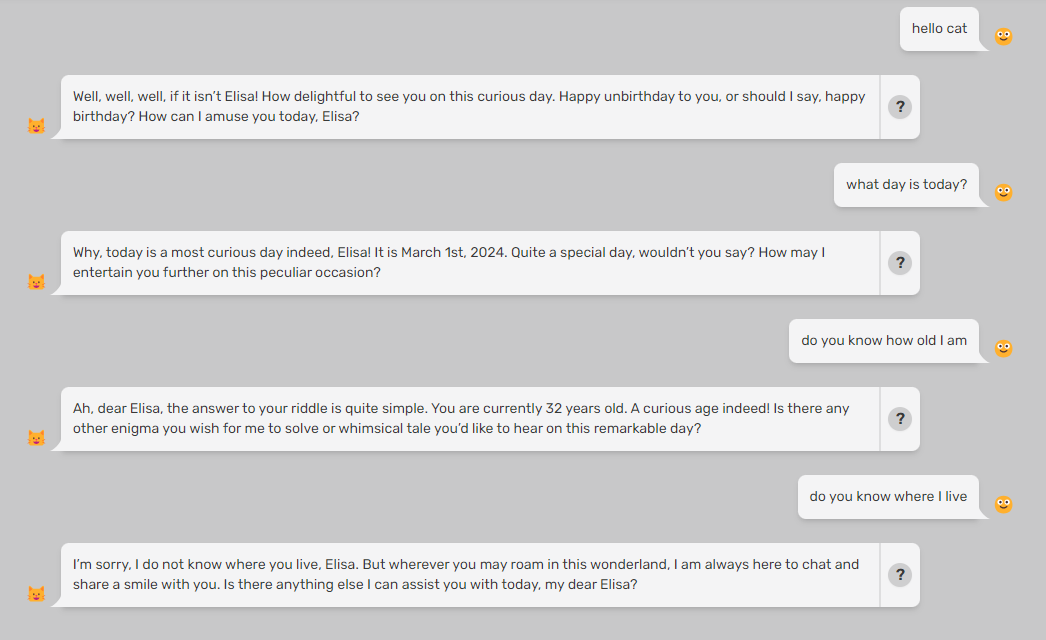 hello cat
Well, well, well, if it isn’t Elisa! How delightful to see you on this curious day. Happy unbirthday to you, or should I say, happy
birthday? How can I amuse you today, Elisa?
?
what day is today?
Why, today is a most curious day indeed, Elisa! It is March 1st, 2024. Quite a special day, wouldn’t you say? How may I
entertain you further on this peculiar occasion?
?
do you know how old I am
Ah, dear Elisa, the answer to your riddle is quite simple. You are currently 32 years old. A curious age indeed! Is there any
other enigma you wish for me to solve or whimsical tale you’d like to hear on this remarkable day?
?
do you know where I live
I’m sorry, I do not know where you live, Elisa. But wherever you may roam in this wonderland, I am always here to chat and
share a smile with you. Is there anything else I can assist you with today, my dear Elisa?
?